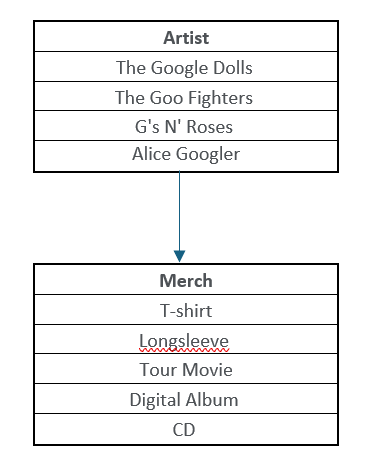 Artist
The Google Dolls
The Goo Fighters
G's N' Roses
Alice Googler
Merch
T-shirt
Longsleeve
Tour Movie
Digital Album
CD